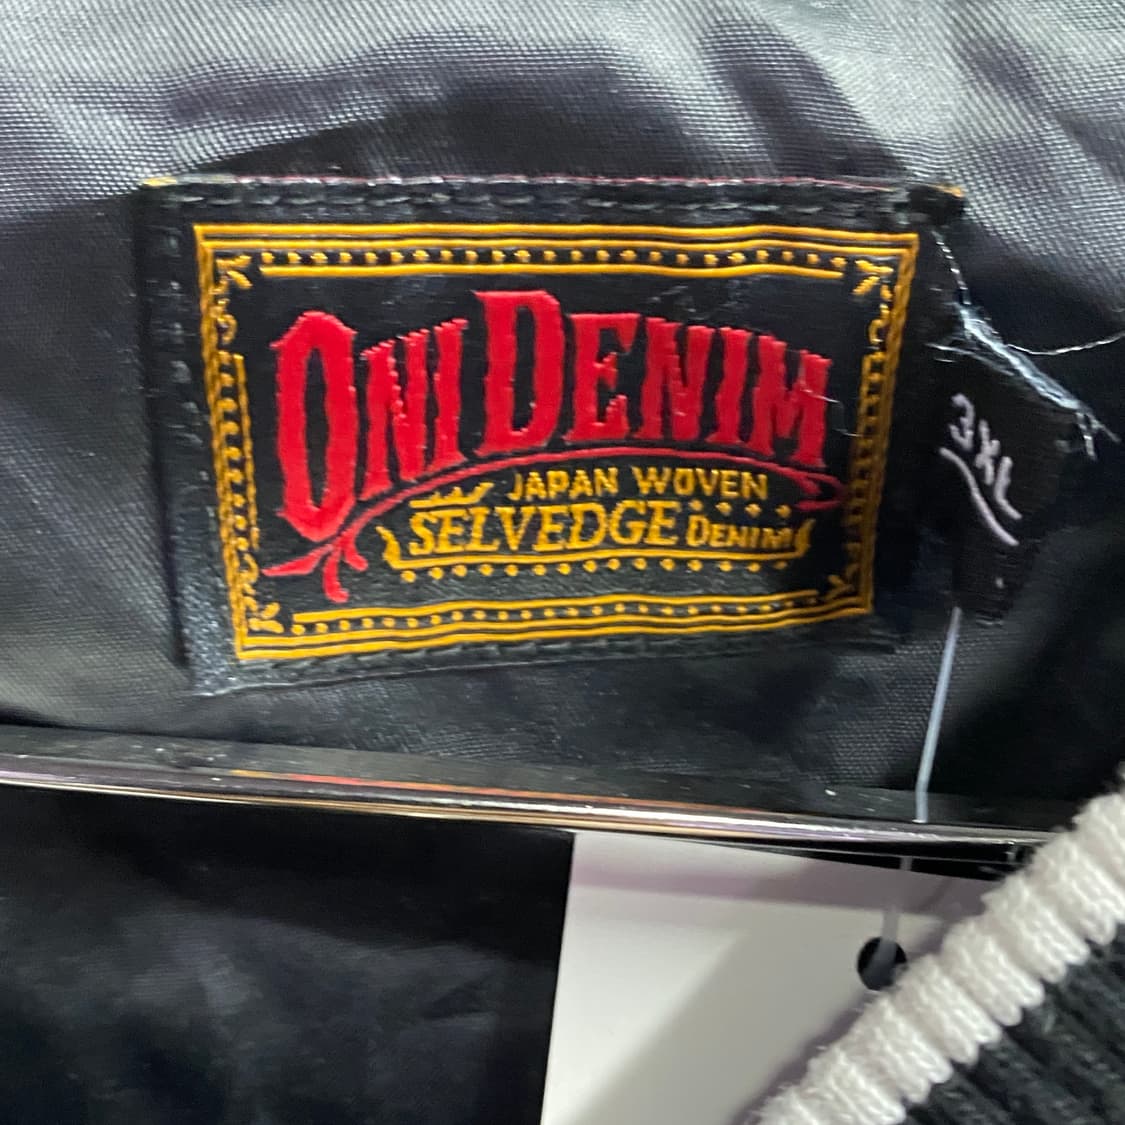 ONI DENIM
JAPAN WOVEN
SELVEDGE DENIM
3XL